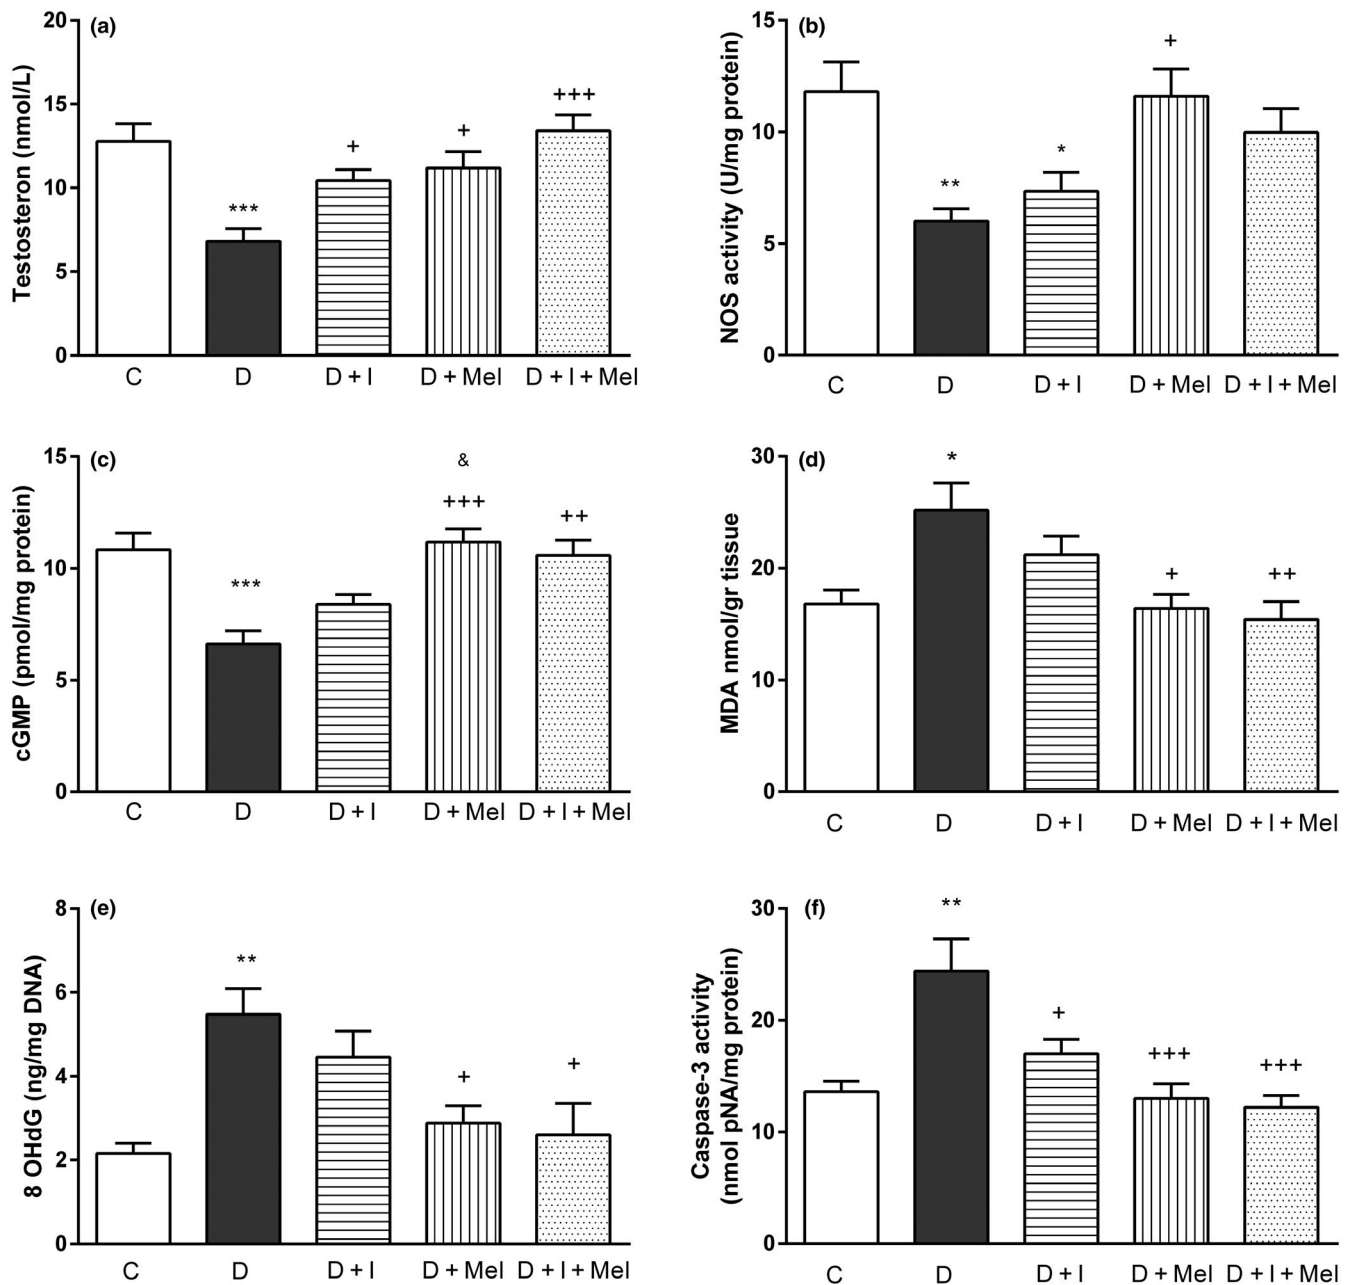 (a)
Testosteron (nmol/L)
20
15
10
5
0
***
+
+
+++
C D D + I D + Mel D + I + Mel
(b)
NOS activity (U/mg protein)
15
10
5
0
**
*
+
C D D + I D + Mel D + I + Mel
(c)
cGMP (pmol/mg protein)
15
10
5
0
***
&
+++
++
C D D + I D + Mel D + I + Mel
(d)
MDA nmol/gr tissue
30
20
10
0
*
+
++
C D D + I D + Mel D + I + Mel
(e)
8 OHdG (ng/mg DNA)
8
6
4
2
0
**
+
+
C D D + I D + Mel D + I + Mel
(f)
Caspase-3 activity
(nmol pNA/mg protein)
30
20
10
0
**
+
+++
+++
C D D + I D + Mel D + I + Mel